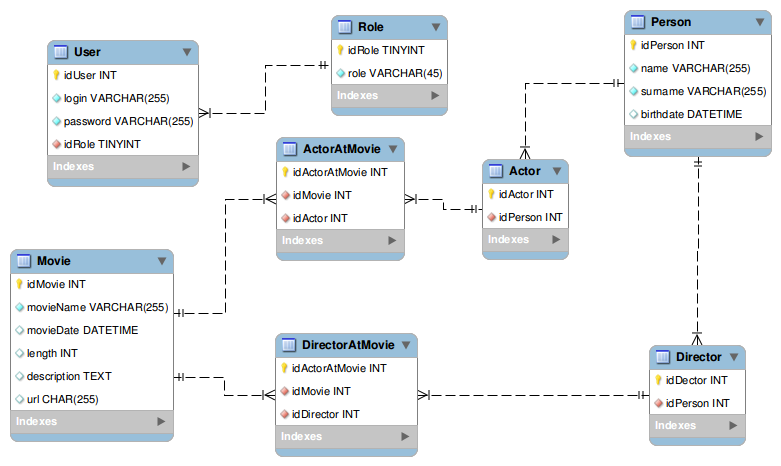 User
idUser INT
login VARCHAR(255)
password VARCHAR(255)
idRole TINYINT
Indexes
Role
idRole TINYINT
role VARCHAR(45)
Indexes
Person
idPerson INT
name VARCHAR(255)
surname VARCHAR(255)
birthdate DATETIME
Indexes
ActorAtMovie
idActorAtMovie INT
idMovie INT
idActor INT
Indexes
Actor
idActor INT
idPerson INT
Indexes
Movie
idMovie INT
movieName VARCHAR(255)
movieDate DATETIME
length INT
description TEXT
url CHAR(255)
Indexes
DirectorAtMovie
idActorAtMovie INT
idMovie INT
idDirector INT
Indexes
Director
idDector INT
idPerson INT
Indexes